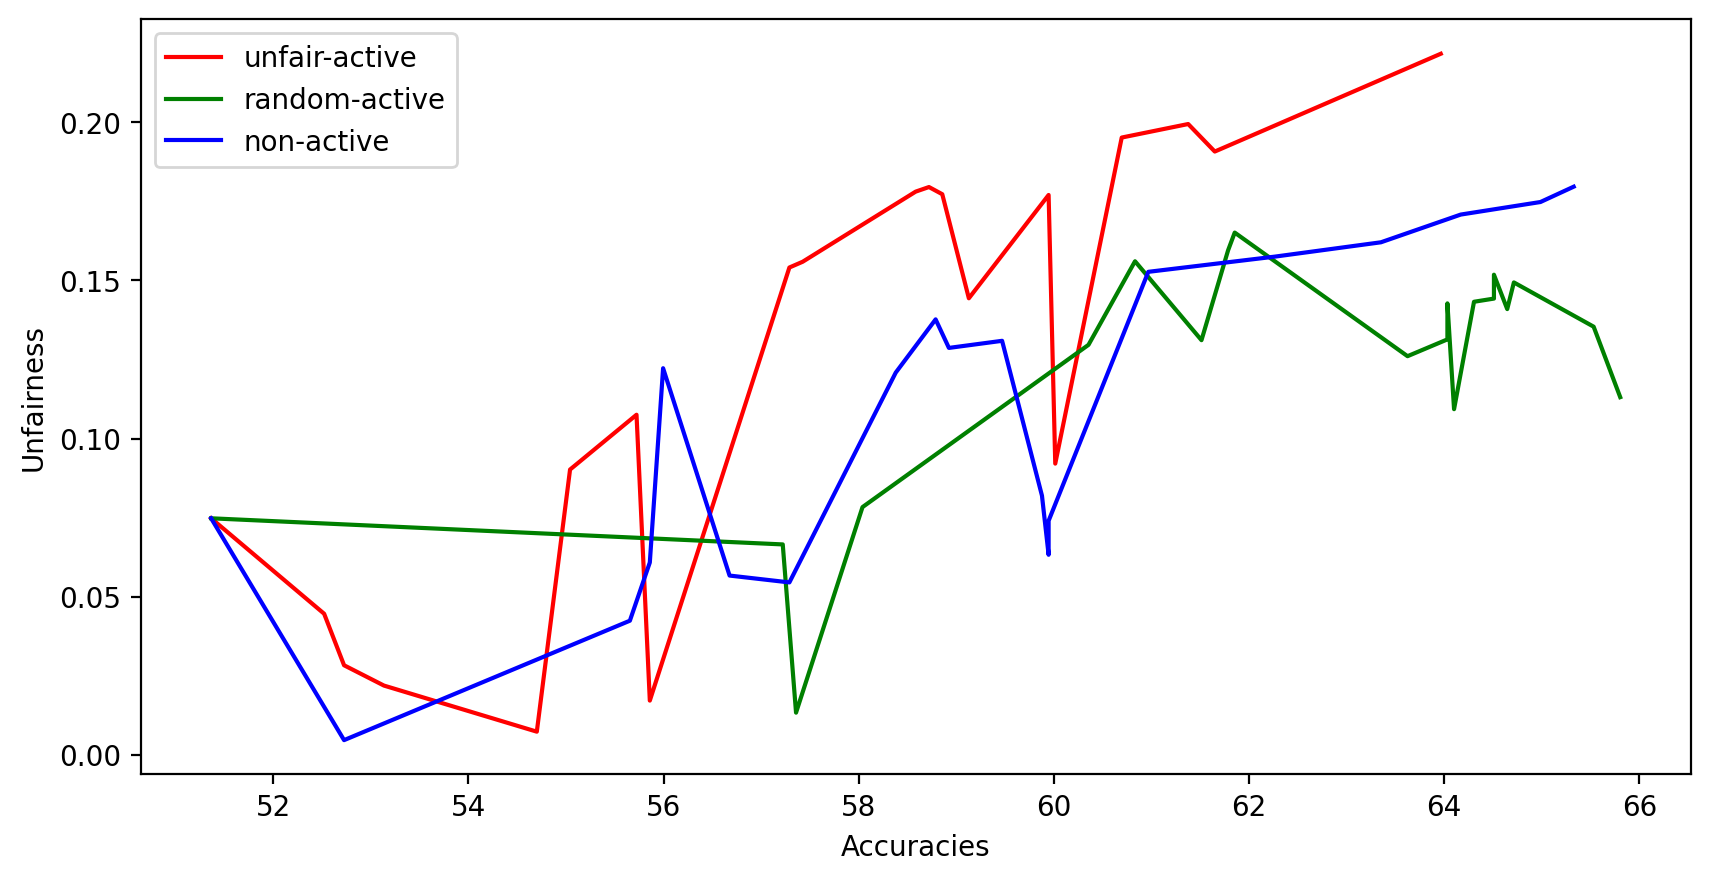 unfair-active
random-active
non-active
0.20
0.15
0.10
0.05
0.00
Unfairness
52 54 56 58 60 62 64 66
Accuracies